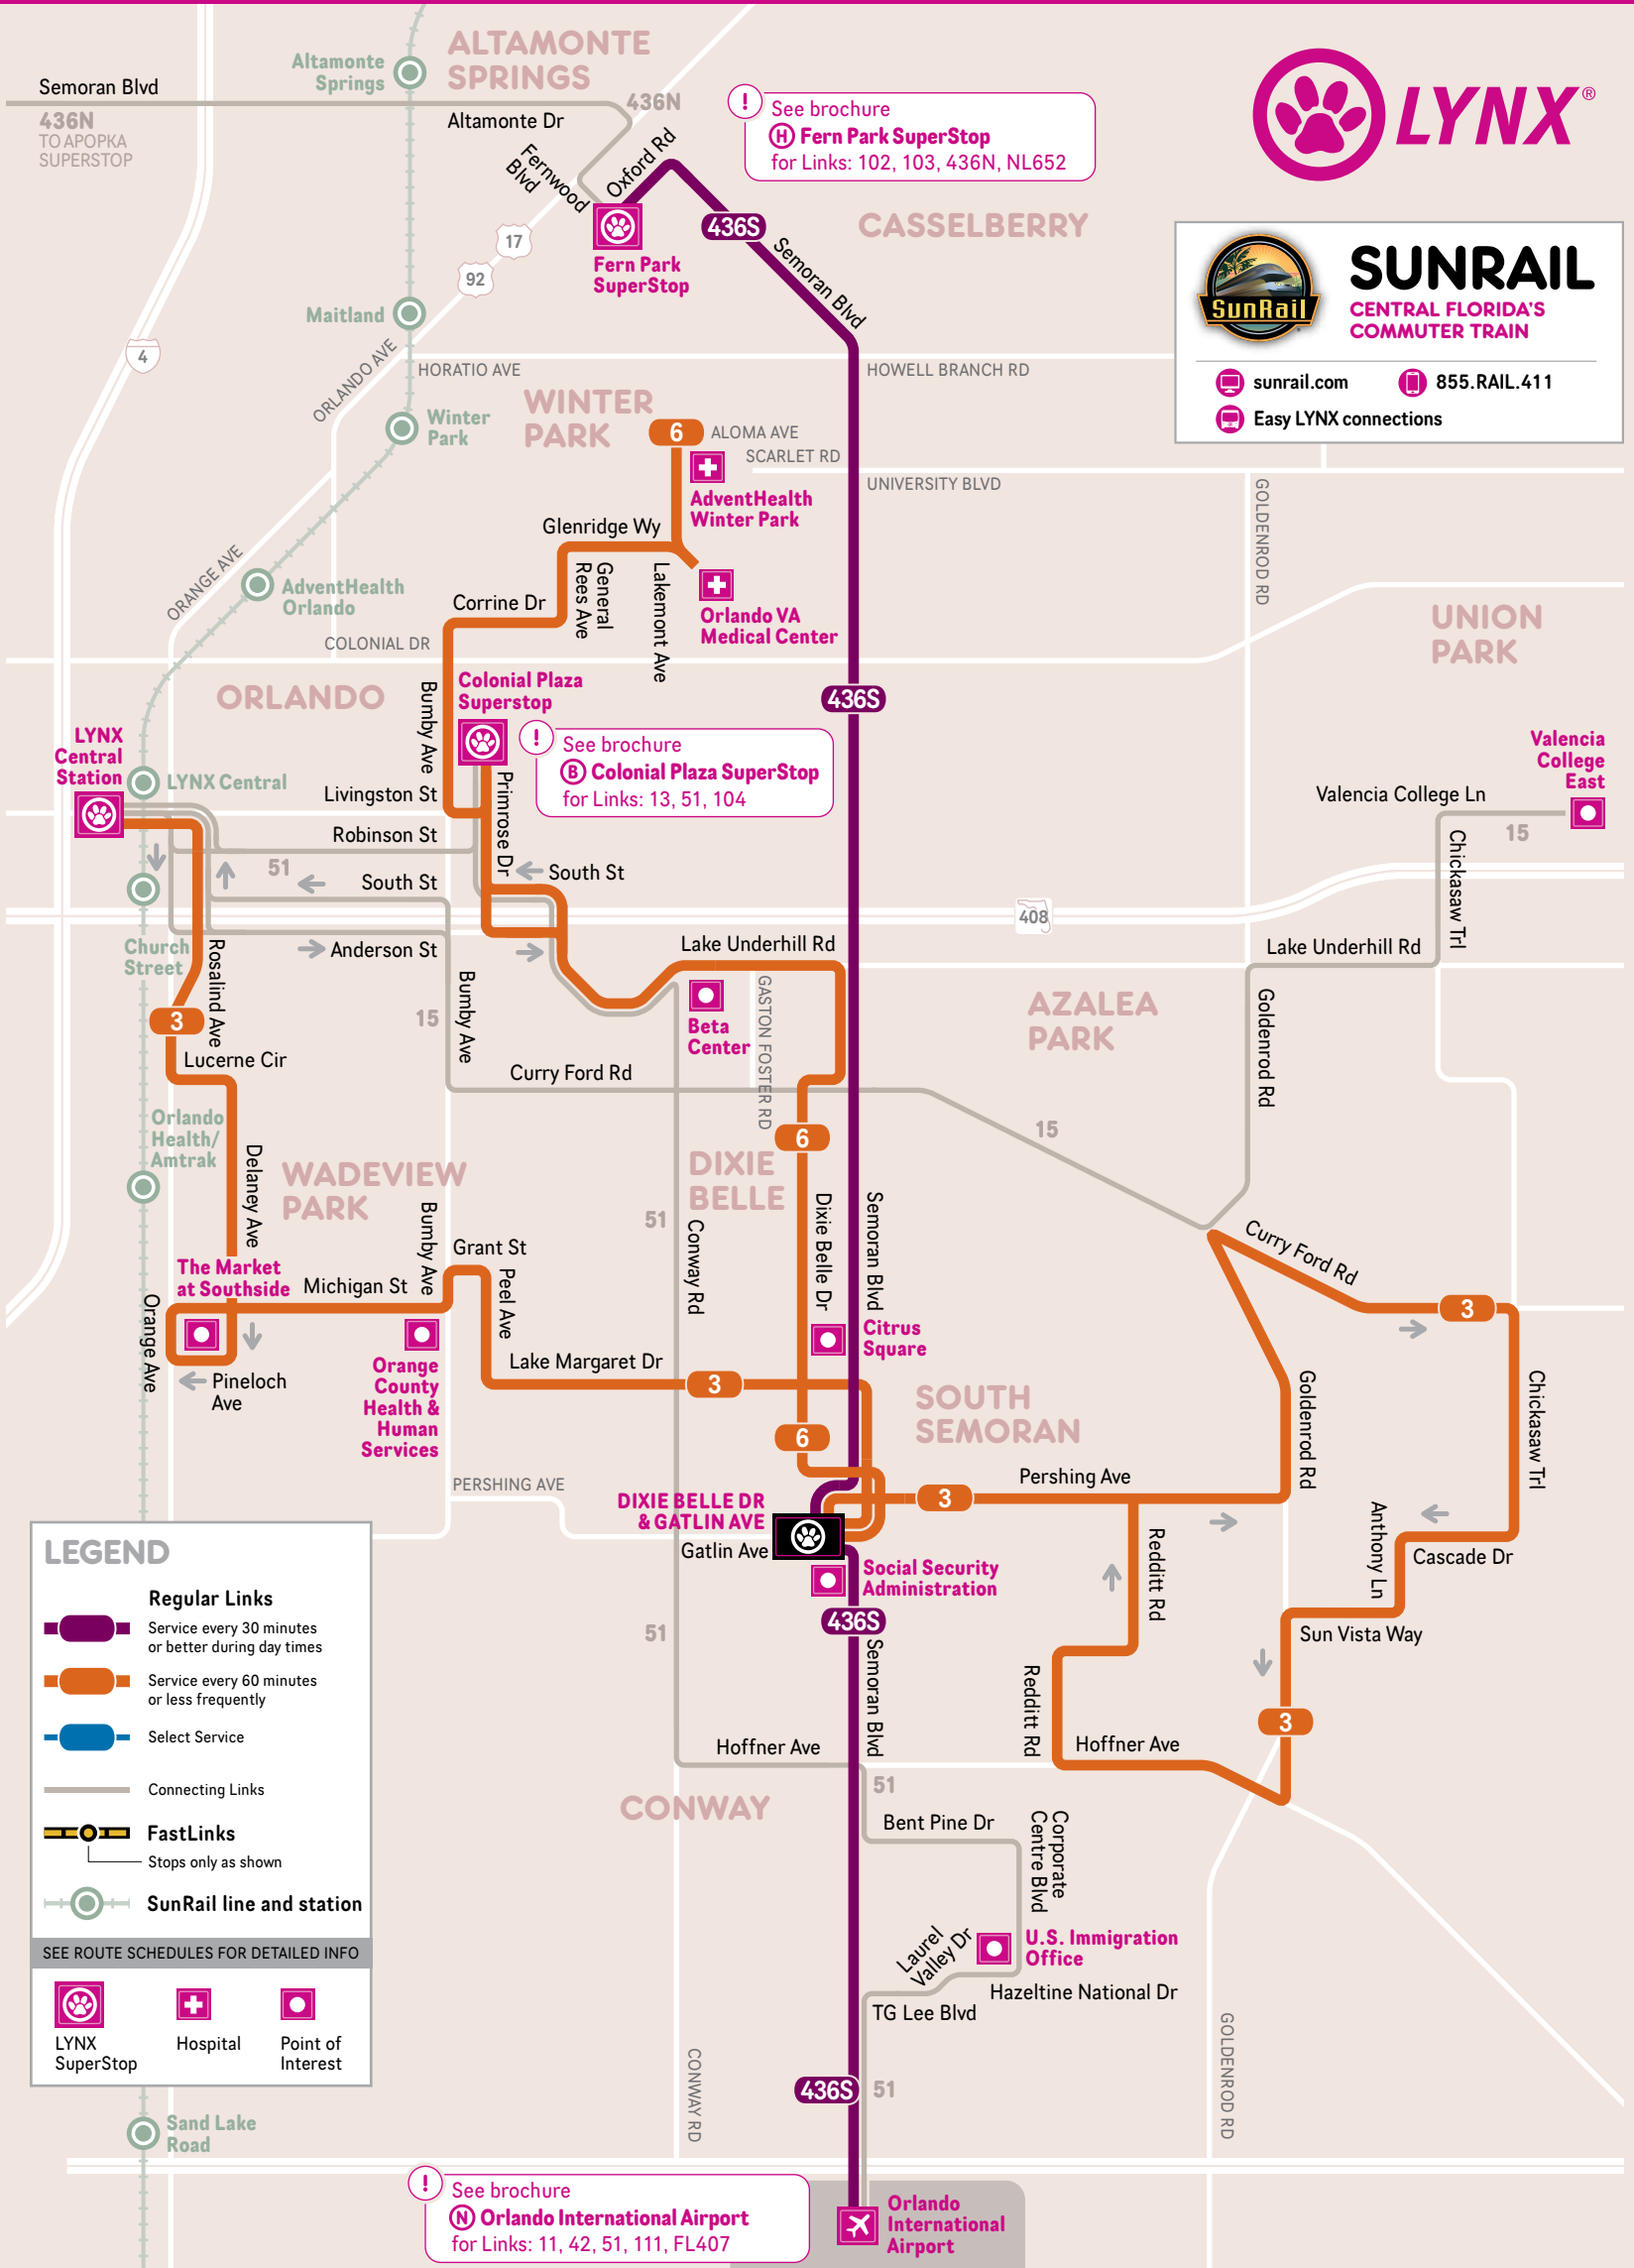 ALTAMONTE
SPRINGS
Altamonte
Springs
Semoran Blvd
436N
TO APOPKA
SUPERSTOP
436N
Altamonte Dr
Fernwood
Blvd
Oxford Rd
!
See brochure
H Fern Park SuperStop
for Links: 102, 103, 436N, NL652
LYNX®
436S
CASSELBERRY
Semoran Blvd
17
92
Fern Park
SuperStop
SunRail
SUNRAIL
CENTRAL FLORIDA'S
COMMUTER TRAIN
sunrail.com
855.RAIL.411
Easy LYNX connections
Maitland
4
ORLANDO AVE
HORATIO AVE
HOWELL BRANCH RD
WINTER
PARK
Winter
Park
6
ALOMA AVE
SCARLET RD
UNIVERSITY BLVD
AdventHealth
Winter Park
GOLDENROD RD
Glenridge Wy
General
Rees Ave
Lakemont Ave
ORANGE AVE
AdventHealth
Orlando
Corrine Dr
Orlando VA
Medical Center
UNION
PARK
COLONIAL DR
ORLANDO
Bumby Ave
Colonial Plaza
Superstop
436S
LYNX
Central
Station
LYNX Central
!
See brochure
B Colonial Plaza SuperStop
for Links: 13, 51, 104
Valencia
College
East
Livingston St
Primrose Dr
Valencia College Ln
15
Chickasaw Trl
Robinson St
51
South St
South St
408
Church
Street
Rosalind Ave
Anderson St
Lake Underhill Rd
Lake Underhill Rd
15
Bumby Ave
Beta
Center
GASTON FOSTER RD
AZALEA
PARK
Goldenrod Rd
3
Lucerne Cir
Curry Ford Rd
15
Orlando
Health/
Amtrak
Delaney Ave
WADEVIEW
PARK
6
DIXIE
BELLE
51
Conway Rd
Dixie Belle Dr
Semoran Blvd
Bumby Ave
Grant St
Peel Ave
Curry Ford Rd
3
The Market
at Southside
Michigan St
Orange Ave
Citrus
Square
Orange
County
Health &
Human
Services
Lake Margaret Dr
3
Pineloch
Ave
SOUTH
SEMORAN
Goldenrod Rd
Chickasaw Trl
6
PERSHING AVE
Pershing Ave
3
DIXIE BELLE DR
& GATLIN AVE
Gatlin Ave
Redditt Rd
Anthony Ln
Cascade Dr
Social Security
Administration
436S
51
Semoran Blvd
Sun Vista Way
Redditt Rd
3
Hoffner Ave
Hoffner Ave
51
CONWAY
Bent Pine Dr
Corporate
Centre Blvd
Laurel
Valley Dr
U.S. Immigration
Office
Hazeltine National Dr
TG Lee Blvd
GOLDENROD RD
CONWAY RD
436S
51
LEGEND
Regular Links
Service every 30 minutes
or better during day times
Service every 60 minutes
or less frequently
Select Service
Connecting Links
FastLinks
Stops only as shown
SunRail line and station
SEE ROUTE SCHEDULES FOR DETAILED INFO
LYNX
SuperStop
Hospital
Point of
Interest
Sand Lake
Road
!
See brochure
N Orlando International Airport
for Links: 11, 42, 51, 111, FL407
Orlando
International
Airport